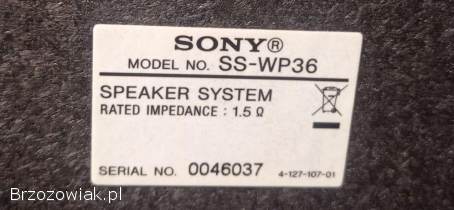 SONY®
MODEL NO. SS-WP36
SPEAKER SYSTEM
RATED IMPEDANCE : 1.5 Ω
SERIAL NO. 0046037 4-127-107-01
Brzozowiak.pl